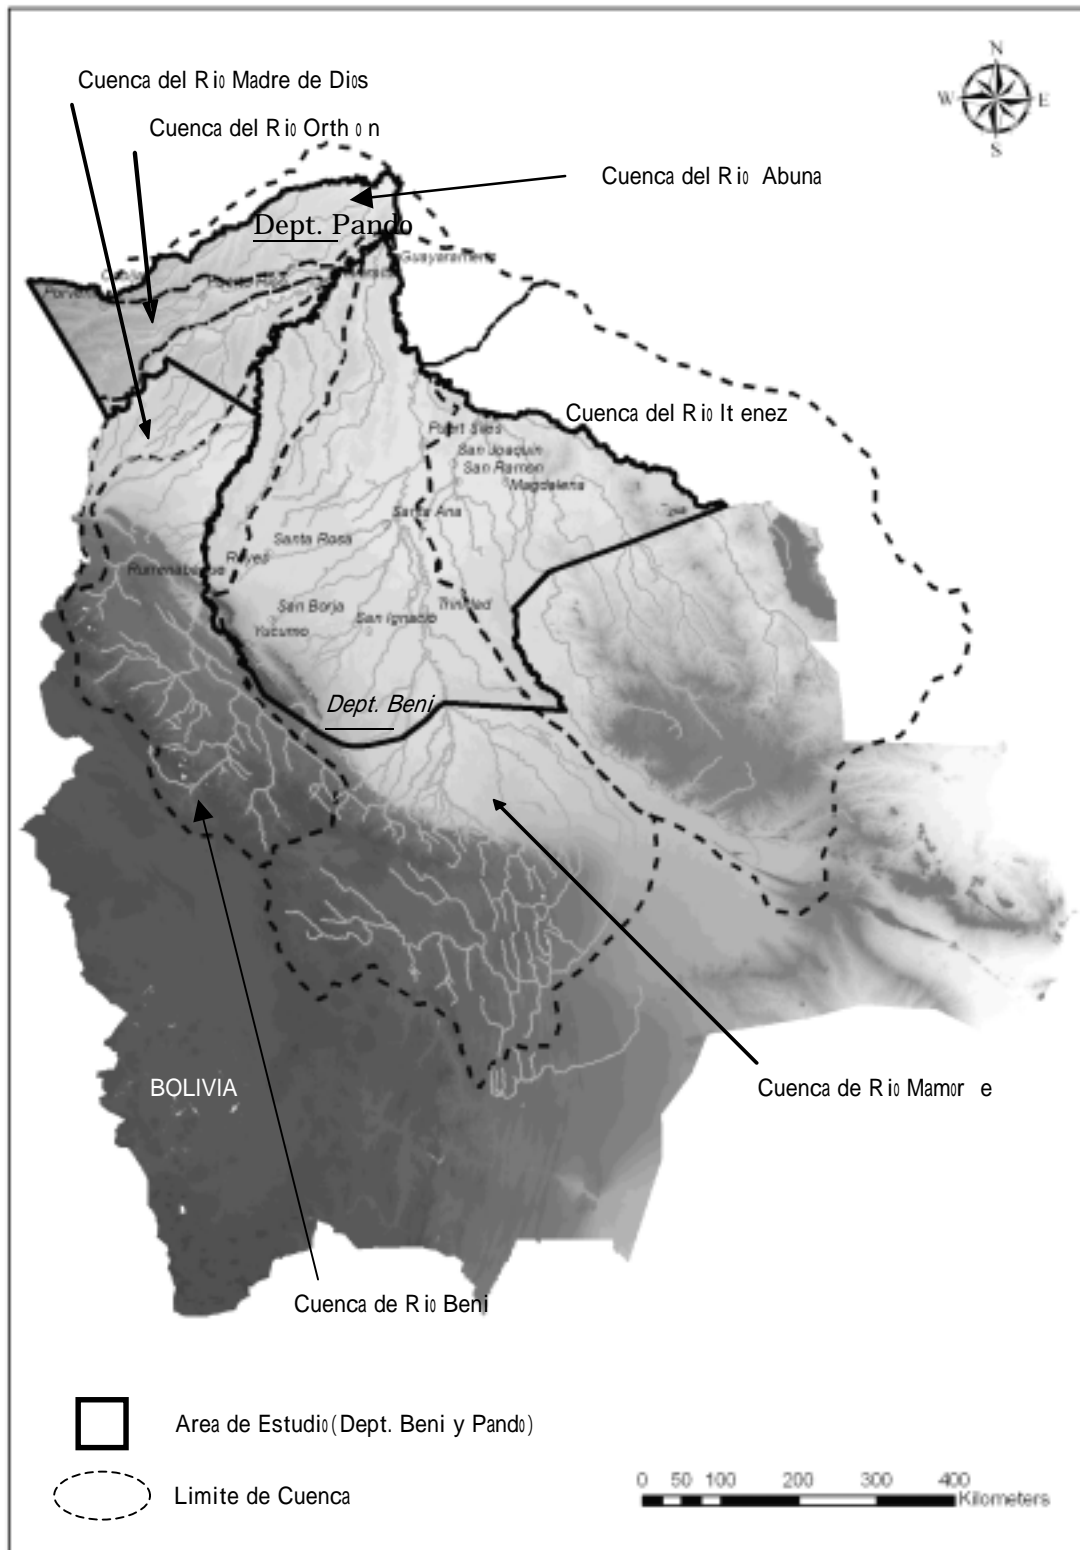 N
W E
S
Cuenca del Rio Madre de Dios
Cuenca del Rio Orthon
Cuenca del Rio Abuna
Dept. Pando
Guayaramerin
Cuenca del Rio Itenez
Puert Siles
San Joaquin
San Ramon
Magdalena
Santa Ana
Santa Rosa
Reyes
Rurrenabaque
San Borja
Trinidad
San Ignacio
Yucumo
Dept. Beni
BOLIVIA
Cuenca de Rio Mamore
Cuenca de Rio Beni
Area de Estudio(Dept. Beni y Pando)
Limite de Cuenca
0 50 100 200 300 400
Kilometers